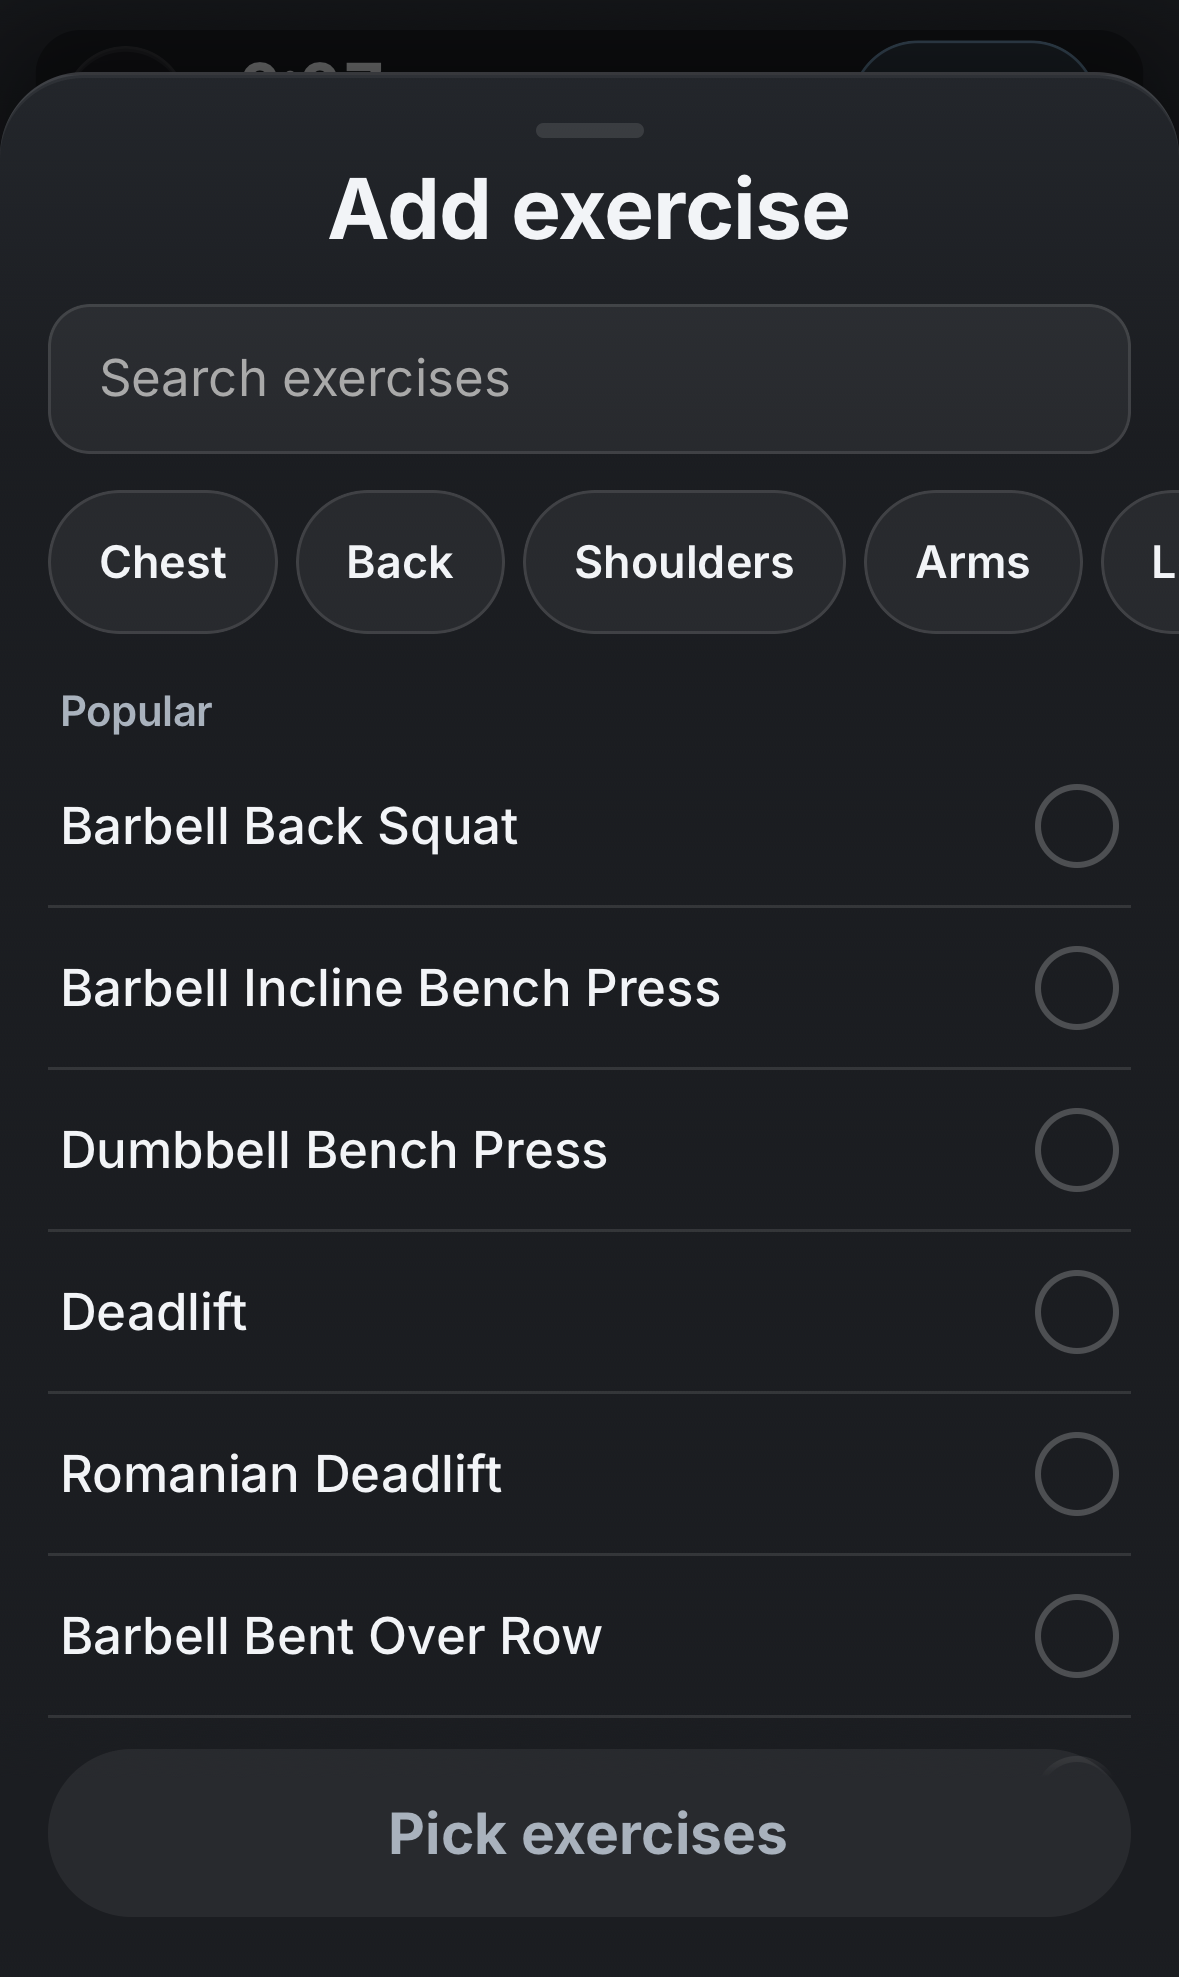 Add exercise
Search exercises
Chest Back Shoulders Arms L
Popular
Barbell Back Squat
Barbell Incline Bench Press
Dumbbell Bench Press
Deadlift
Romanian Deadlift
Barbell Bent Over Row
Pick exercises